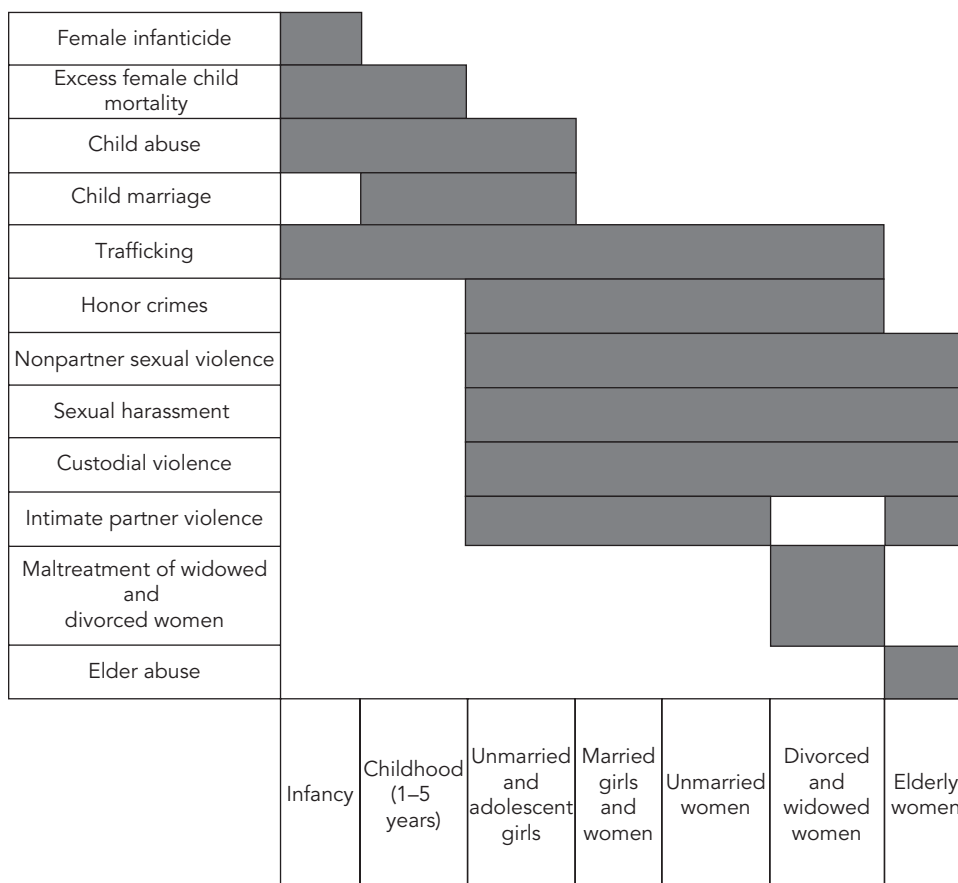 Female infanticide
Excess female child
mortality
Child abuse
Child marriage
Trafficking
Honor crimes
Nonpartner sexual violence
Sexual harassment
Custodial violence
Intimate partner violence
Maltreatment of widowed
and
divorced women
Elder abuse
Infancy
Childhood
(1–5
years)
Unmarried
and
adolescent
girls
Married
girls
and
women
Unmarried
women
Divorced
and
widowed
women
Elderly
women